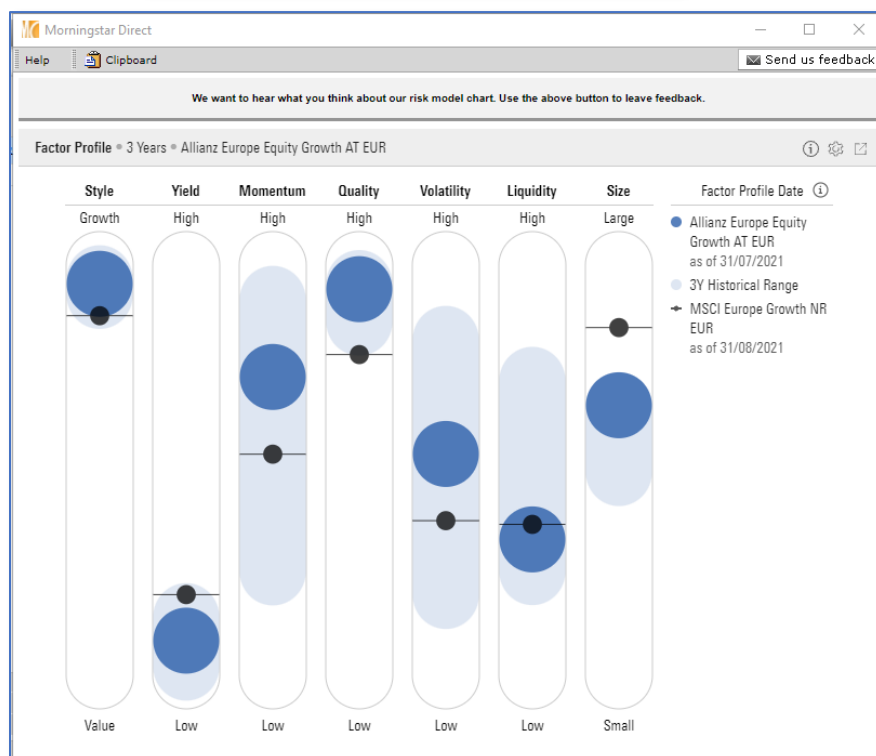 Morningstar Direct
Help Clipboard Send us feedback
We want to hear what you think about our risk model chart. Use the above button to leave feedback.
Factor Profile • 3 Years • Allianz Europe Equity Growth AT EUR
Style Yield Momentum Quality Volatility Liquidity Size Factor Profile Date
Growth High High High High High Large
Allianz Europe Equity
Growth AT EUR
as of 31/07/2021
3Y Historical Range
MSCI Europe Growth NR
EUR
as of 31/08/2021
Value Low Low Low Low Low Small